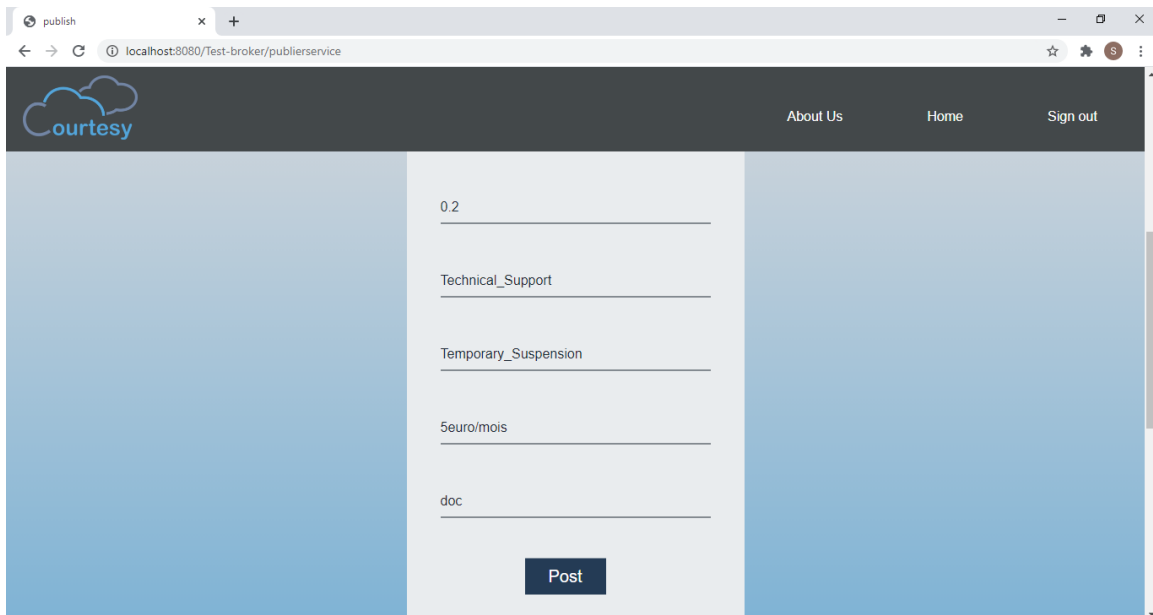 publish
localhost:8080/Test-broker/publierservice
S
Courtesy
About Us
Home
Sign out
0.2
Technical_Support
Temporary_Suspension
5euro/mois
doc
Post